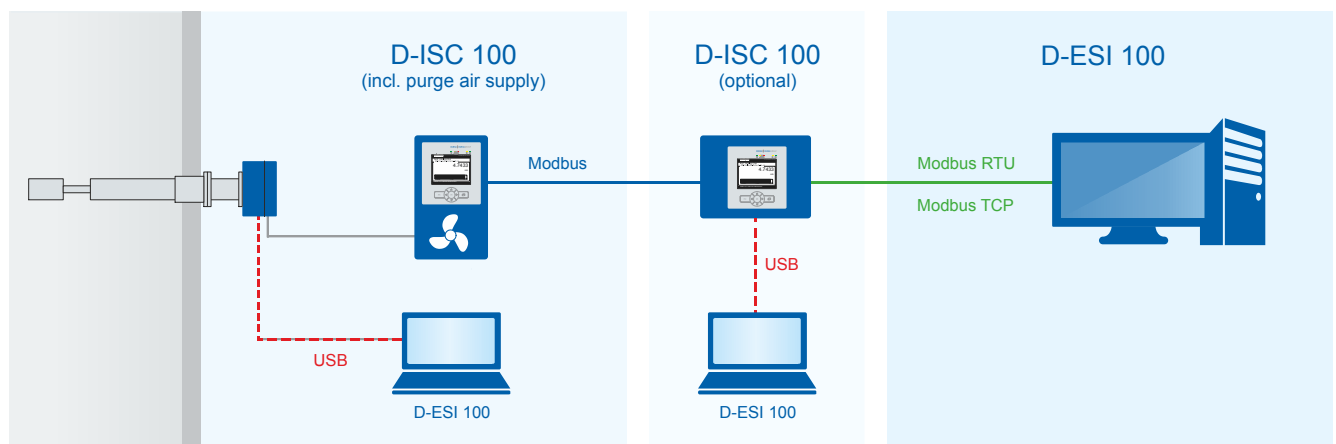 D-ISC 100
(incl. purge air supply)
D-ISC 100
(optional)
D-ESI 100
Modbus
Modbus RTU
Modbus TCP
USB
USB
D-ESI 100
D-ESI 100